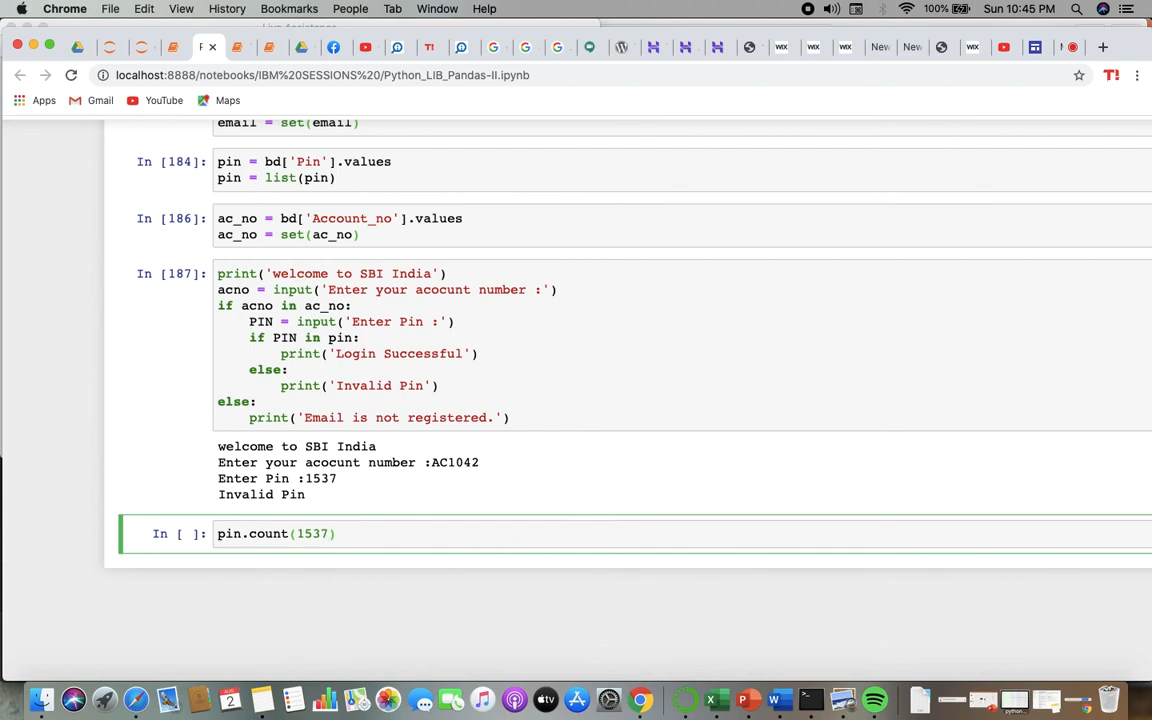 Chrome File Edit View History Bookmarks People Tab Window Help 100% Sun 10:45 PM
New New
localhost:8888/notebooks/IBM%20SESSIONS%20/Python_LIB_Pandas-II.ipynb T!
Apps Gmail YouTube Maps
email = set(email)
In [184]: pin = bd['Pin'].values
pin = list(pin)
In [186]: ac_no = bd['Account_no'].values
ac_no = set(ac_no)
In [187]: print('welcome to SBI India')
acno = input('Enter your acocunt number :')
if acno in ac_no:
PIN = input('Enter Pin :')
if PIN in pin:
print('Login Successful')
else:
print('Invalid Pin')
else:
print('Email is not registered.')
welcome to SBI India
Enter your acocunt number :AC1042
Enter Pin :1537
Invalid Pin
In [ ]: pin.count(1537)